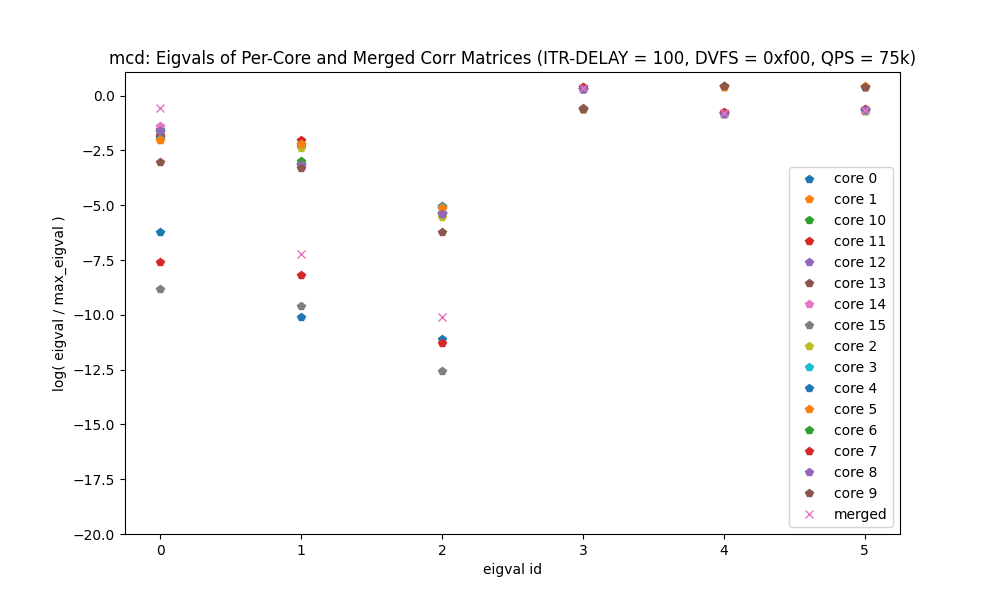 mcd: Eigvals of Per-Core and Merged Corr Matrices (ITR-DELAY = 100, DVFS = 0xf00, QPS = 75k)
log( eigval / max_eigval )
0.0
−2.5
−5.0
−7.5
−10.0
−12.5
−15.0
−17.5
−20.0
core 0
core 1
core 10
core 11
core 12
core 13
core 14
core 15
core 2
core 3
core 4
core 5
core 6
core 7
core 8
core 9
merged
0 1 2 3 4 5
eigval id